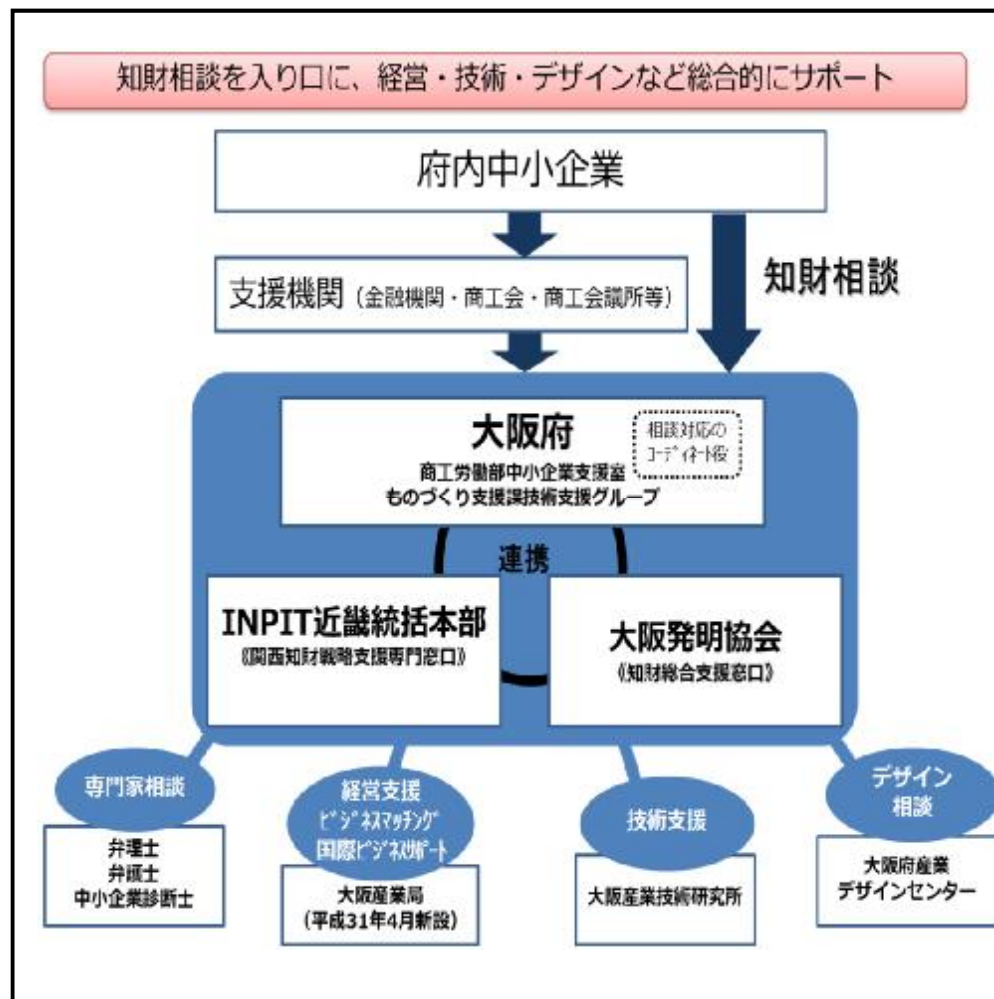 知財相談を入り口に、経営・技術・デザインなど総合的にサポート
府内中小企業
支援機関（金融機関・商工会・商工会議所等）
知財相談
大阪府
相談対応の
ｺｰﾃﾞｨﾈｰﾄ役
商工労働部中小企業支援室
ものづくり支援課技術支援グループ
連携
INPIT近畿統括本部
《関西知財戦略支援専門窓口》
大阪発明協会
《知財総合支援窓口》
専門家相談
弁理士
弁護士
中小企業診断士
経営支援
ﾋﾞｼﾞﾈｽﾏｯﾁﾝｸﾞ
国際ﾋﾞｼﾞﾈｽｻﾎﾟｰﾄ
大阪産業局
（平成31年4月新設）
技術支援
大阪産業技術研究所
デザイン
相談
大阪府産業
デザインセンター